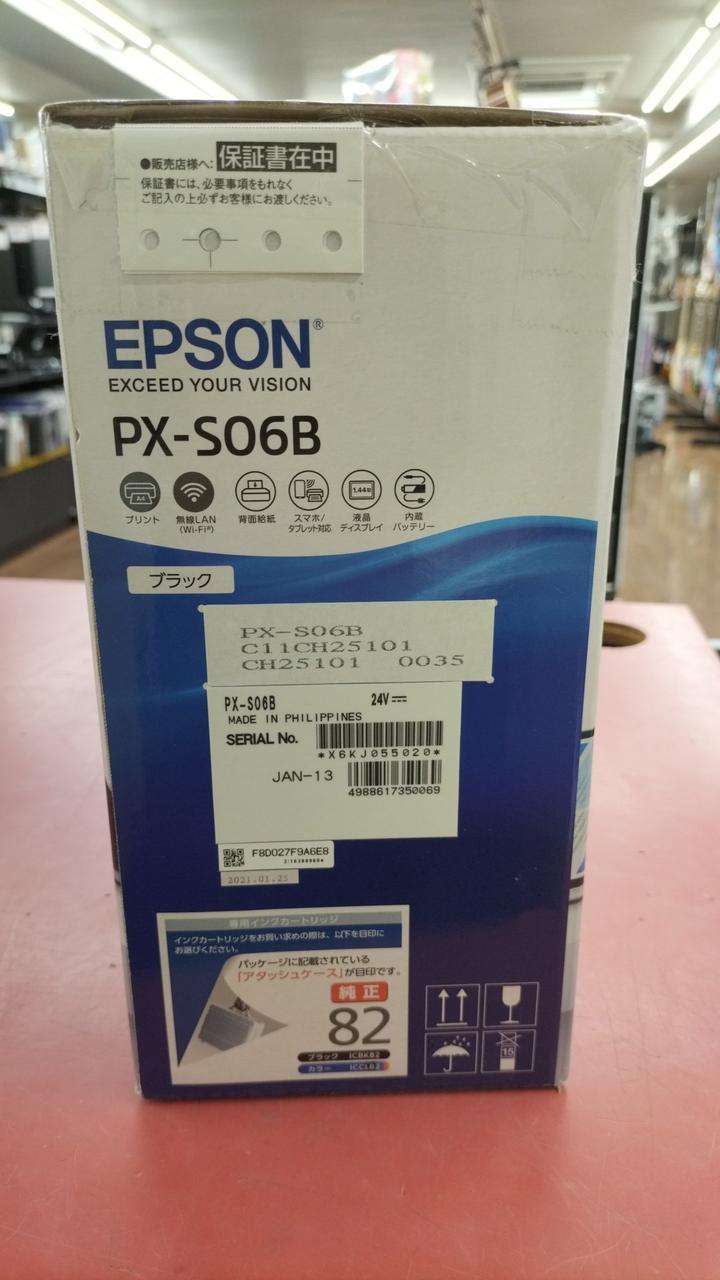 ●販売店様へ: 保証書在中
保証書には、必要事項をもれなく
ご記入の上必ずお客様にお渡しください。
EPSON®
EXCEED YOUR VISION
PX-S06B
A4
1.44型
プリント
無線LAN
(Wi-Fi®)
背面給紙
スマホ/
タブレット対応
液晶
ディスプレイ
内蔵
バッテリー
ブラック
PX-S06B
C11CH25101
CH25101 0035
PX-S06B 24V
MADE IN PHILIPPINES
SERIAL No.
*X6KJ055020*
JAN-13
4988617350069
F8D027F9A6E8
2021.01.25
専用インクカートリッジ
インクカートリッジをお買い求めの際は、以下を目印に
お選びください。
パッケージに記載されている
「アタッシュケース」が目印です。
純正
82
ブラック ICBK82
カラー ICCL82
15